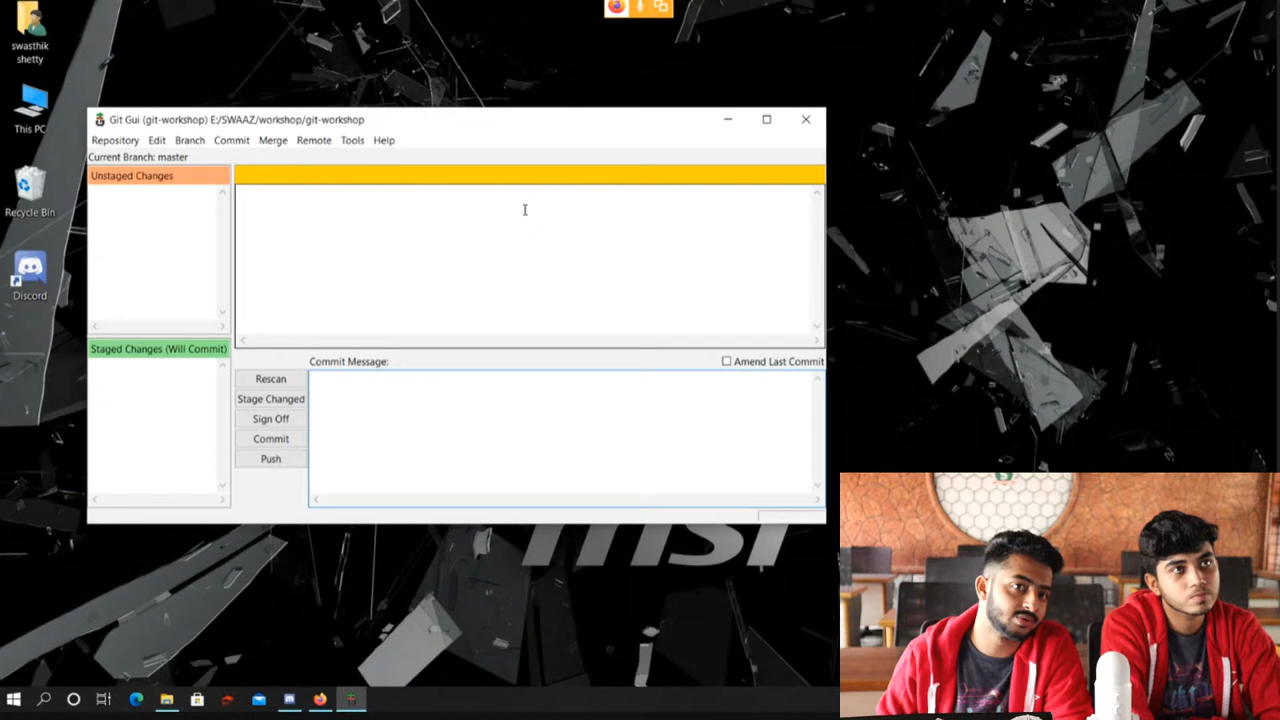 swasthik
shetty
This PC
Recycle Bin
Discord
Git Gui (git-workshop) E:/SWAAZ/workshop/git-workshop
Repository Edit Branch Commit Merge Remote Tools Help
Current Branch: master
Unstaged Changes
Staged Changes (Will Commit)
Commit Message:
Amend Last Commit
Rescan
Stage Changed
Sign Off
Commit
Push
msi